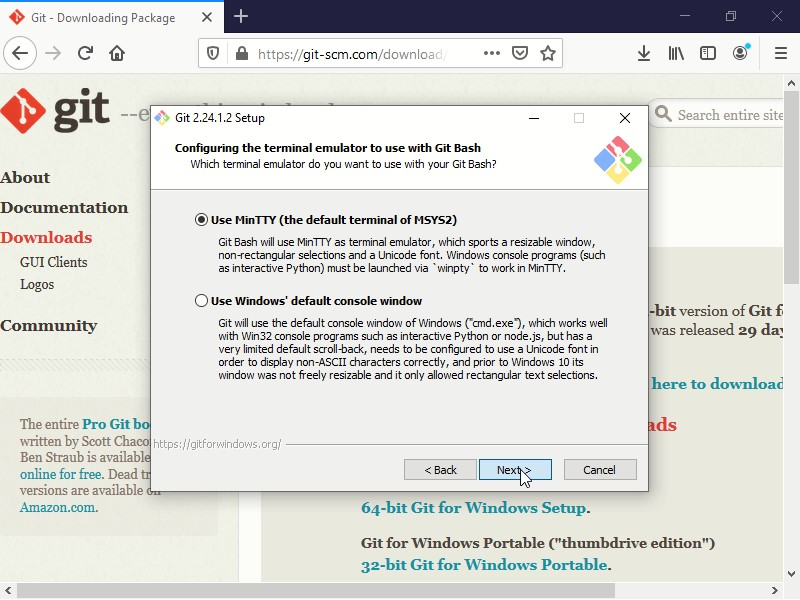 Git - Downloading Package
https://git-scm.com/download/
git
Search entire site
Git 2.24.1.2 Setup
Configuring the terminal emulator to use with Git Bash
Which terminal emulator do you want to use with your Git Bash?
About
Documentation
Downloads
GUI Clients
Logos
Community
Use MinTTY (the default terminal of MSYS2)
Git Bash will use MinTTY as terminal emulator, which sports a resizable window,
non-rectangular selections and a Unicode font. Windows console programs (such
as interactive Python) must be launched via `winpty` to work in MinTTY.
Use Windows' default console window
Git will use the default console window of Windows ("cmd.exe"), which works well
with Win32 console programs such as interactive Python or node.js, but has a
very limited default scroll-back, needs to be configured to use a Unicode font in
order to display non-ASCII characters correctly, and prior to Windows 10 its
window was not freely resizable and it only allowed rectangular text selections.
https://gitforwindows.org/
< Back
Next >
Cancel
-bit version of Git f
was released 29 day
here to download
ads
The entire Pro Git bo
written by Scott Chaco
Ben Straub is available
online for free. Dead tr
versions are available on
Amazon.com.
64-bit Git for Windows Setup.
Git for Windows Portable ("thumbdrive edition")
32-bit Git for Windows Portable.